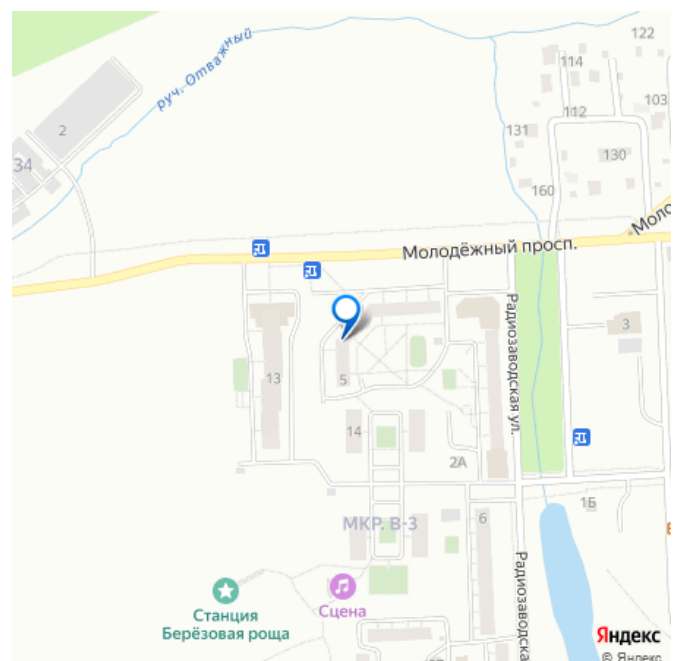 122
114
руч. Отважный
103
112
2
131
34
130
160
Моло
Молодёжный просп.
3
Радиозаводская ул.
13
5
14
2А
1Б
6
МКР. В-3
Станция
Берёзовая роща
Сцена
Радиозаводска
Яндекс
© Яндекс